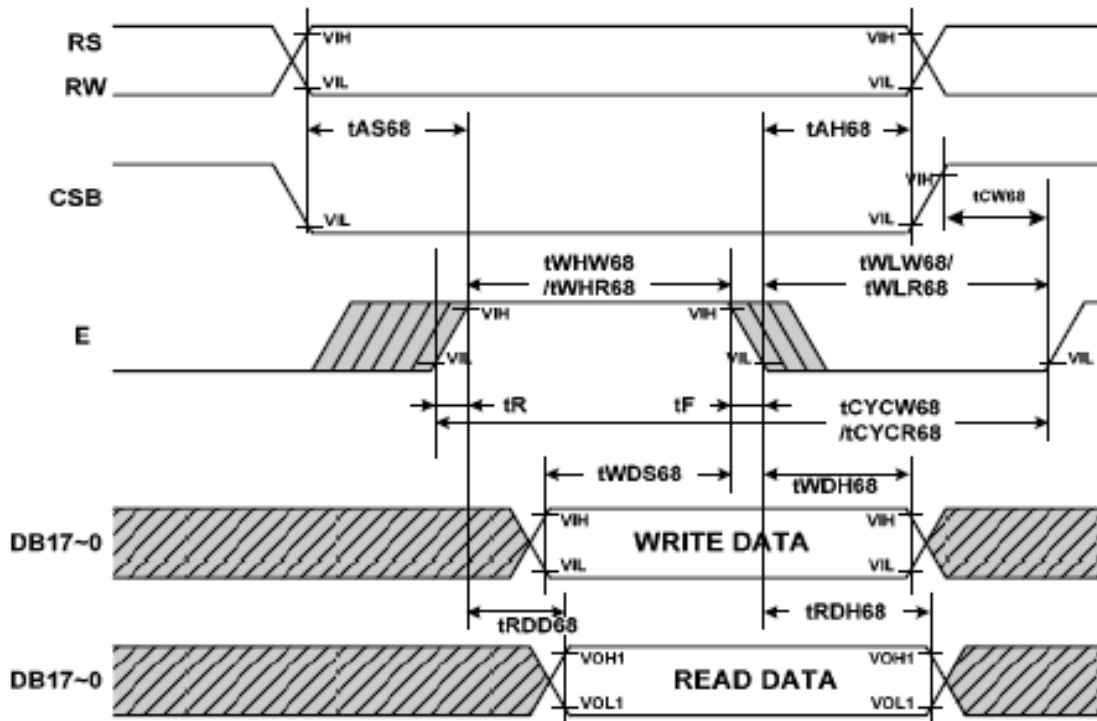 RS
VIH
VIH
RW
VIL
VIL
tAS68
tAH68
CSB
VIH
tCW68
VIL
VIL
tWHW68
/tWHR68
tWLW68/
tWLR68
E
VIH
VIH
VIL
VIL
VIL
tR
tF
tCYCW68
/tCYCR68
tWDS68
tWDH68
DB17~0
VIH
WRITE DATA
VIH
VIL
VIL
tRDD68
tRDH68
DB17~0
VOH1
READ DATA
VOH1
VOL1
VOL1